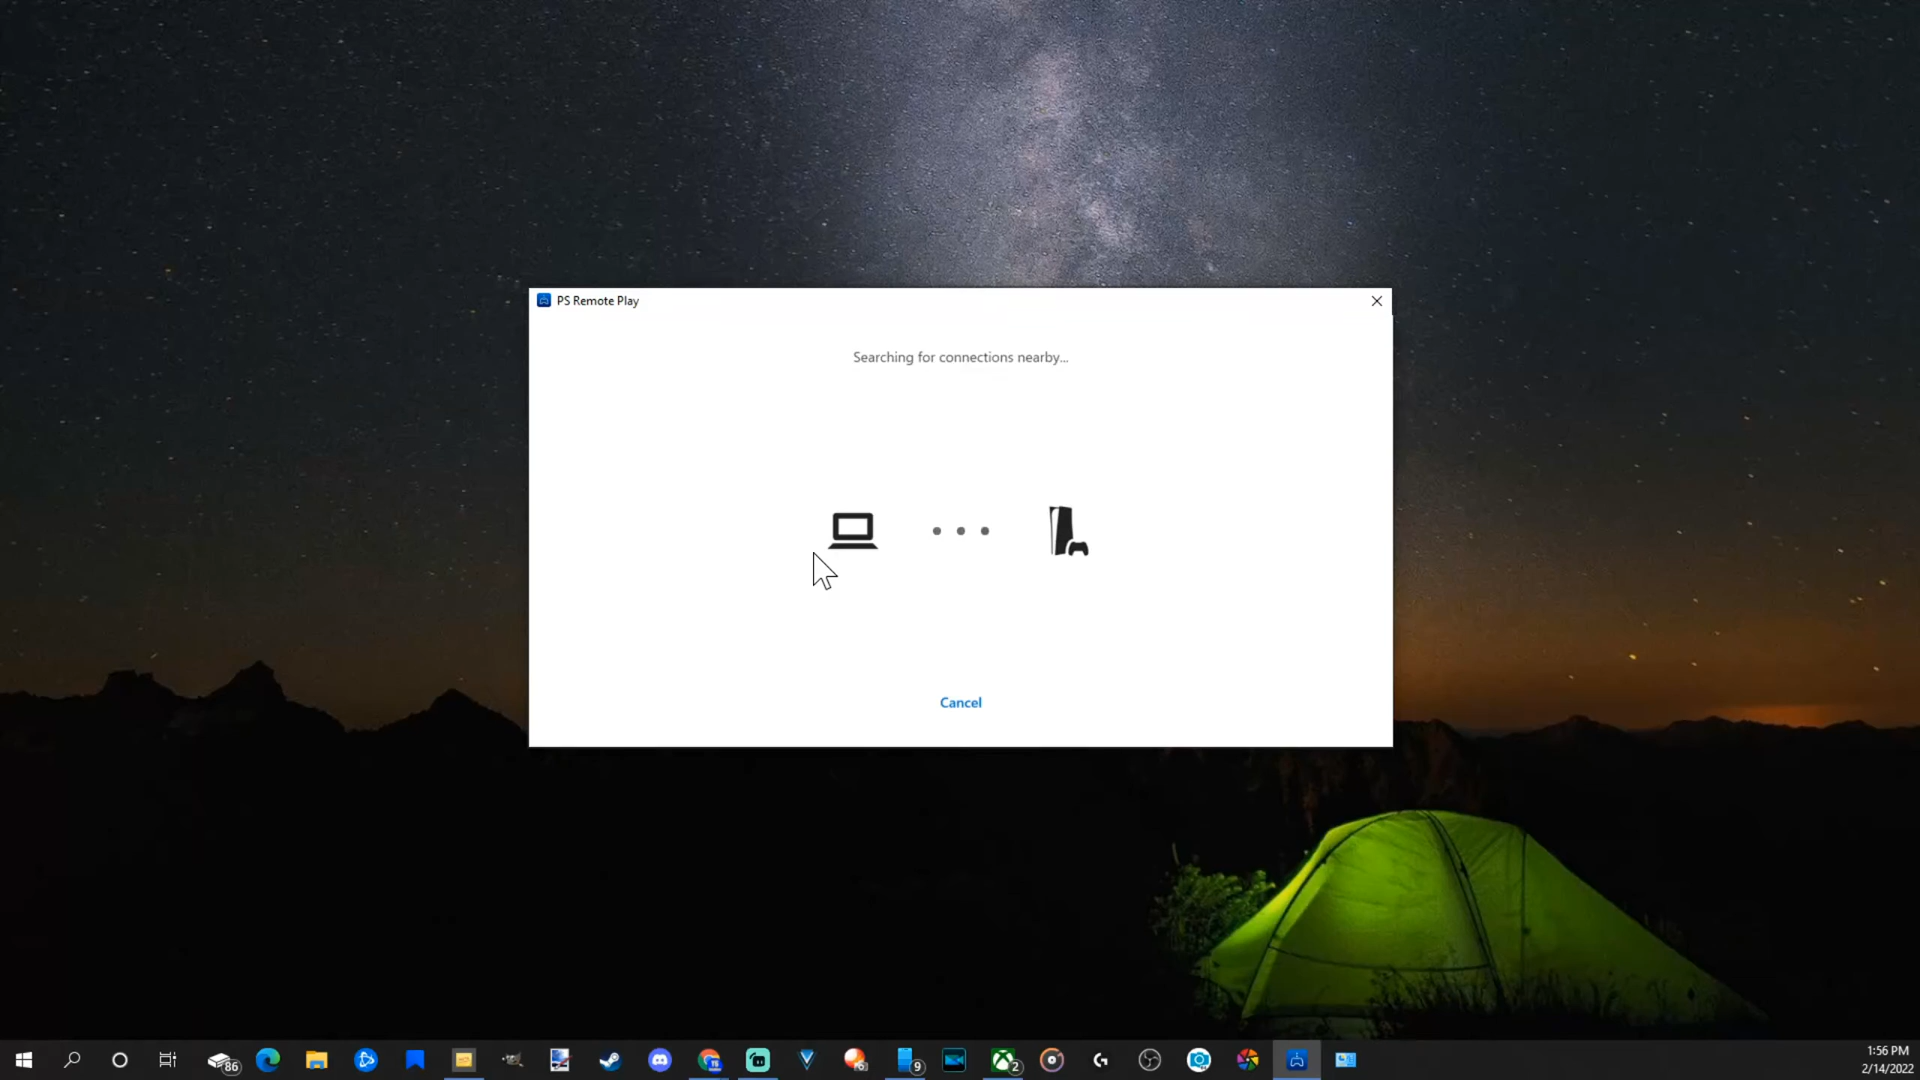 PS Remote Play
Searching for connections nearby...
Cancel
86
9
2
1:56 PM
2/14/2022